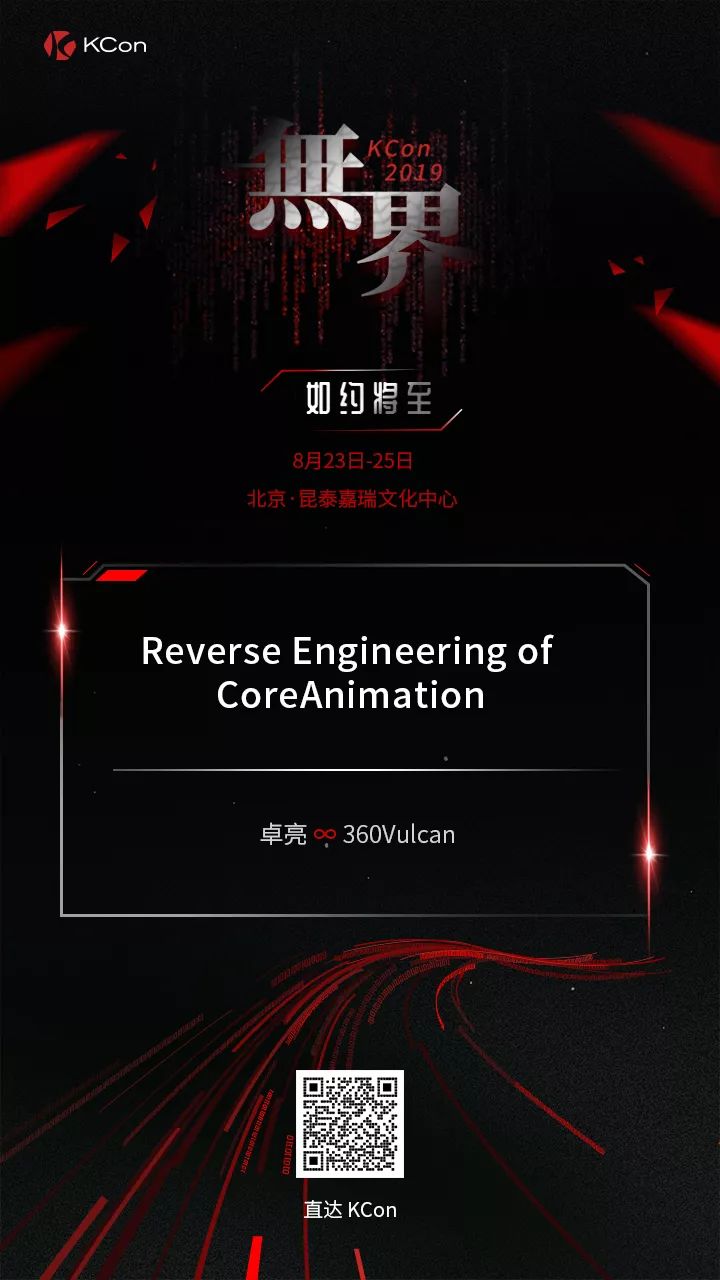 KCon
無界
KCon
2019
如约将至
8月23日-25日
北京·昆泰嘉瑞文化中心
Reverse Engineering of
CoreAnimation
卓亮 ∞ 360Vulcan
直达 KCon